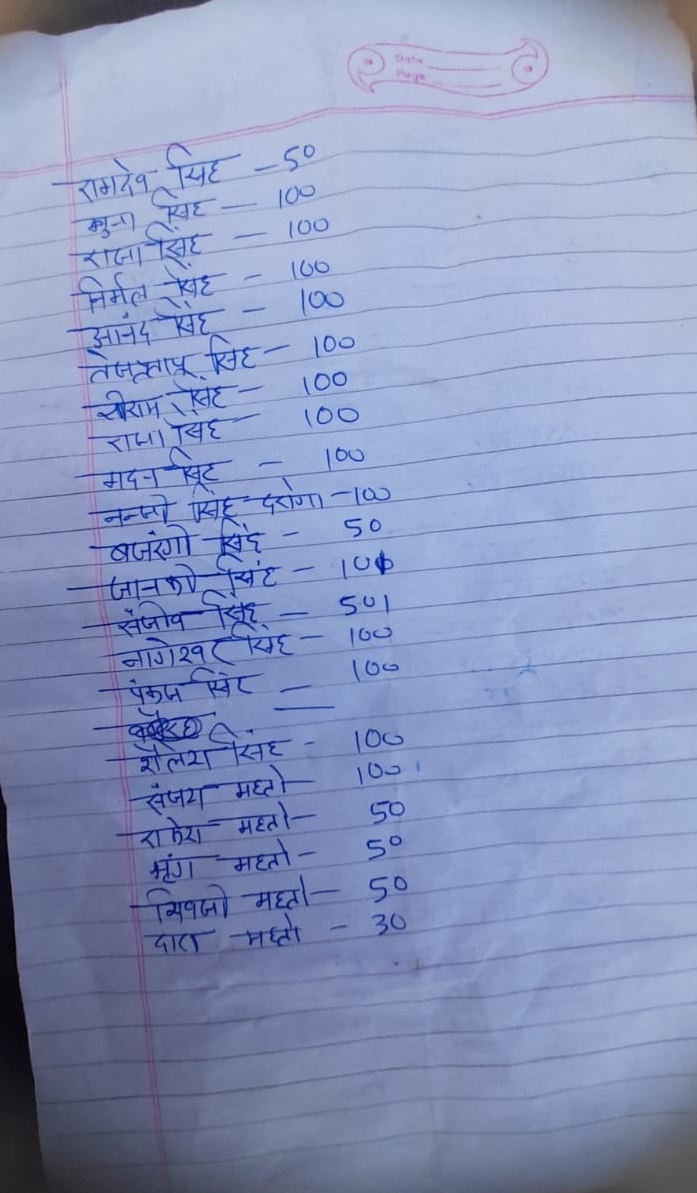 Date
Page
रामदेव सिंह - 50
मुन्ना सिंह - 100
राजा सिंह - 100
निर्मल सिंह - 100
आनंद सिंह - 100
तेजप्रताप सिंह - 100
सिंह - 100
राजा सिंह - 100
मदन सिंह - 100
नन्जी सिंह दरोगा - 100
बजरंगी सिंह - 50
जानकी सिंह - 101
संजीव सिंह - 501
नागेश्वर सिंह - 100
पंकज सिंह - 100
शैलेश सिंह - 100
संजय महतो - 100
राकेश महतो - 50
भृंग महतो - 50
शिवजी महतो - 50
महतो - 30